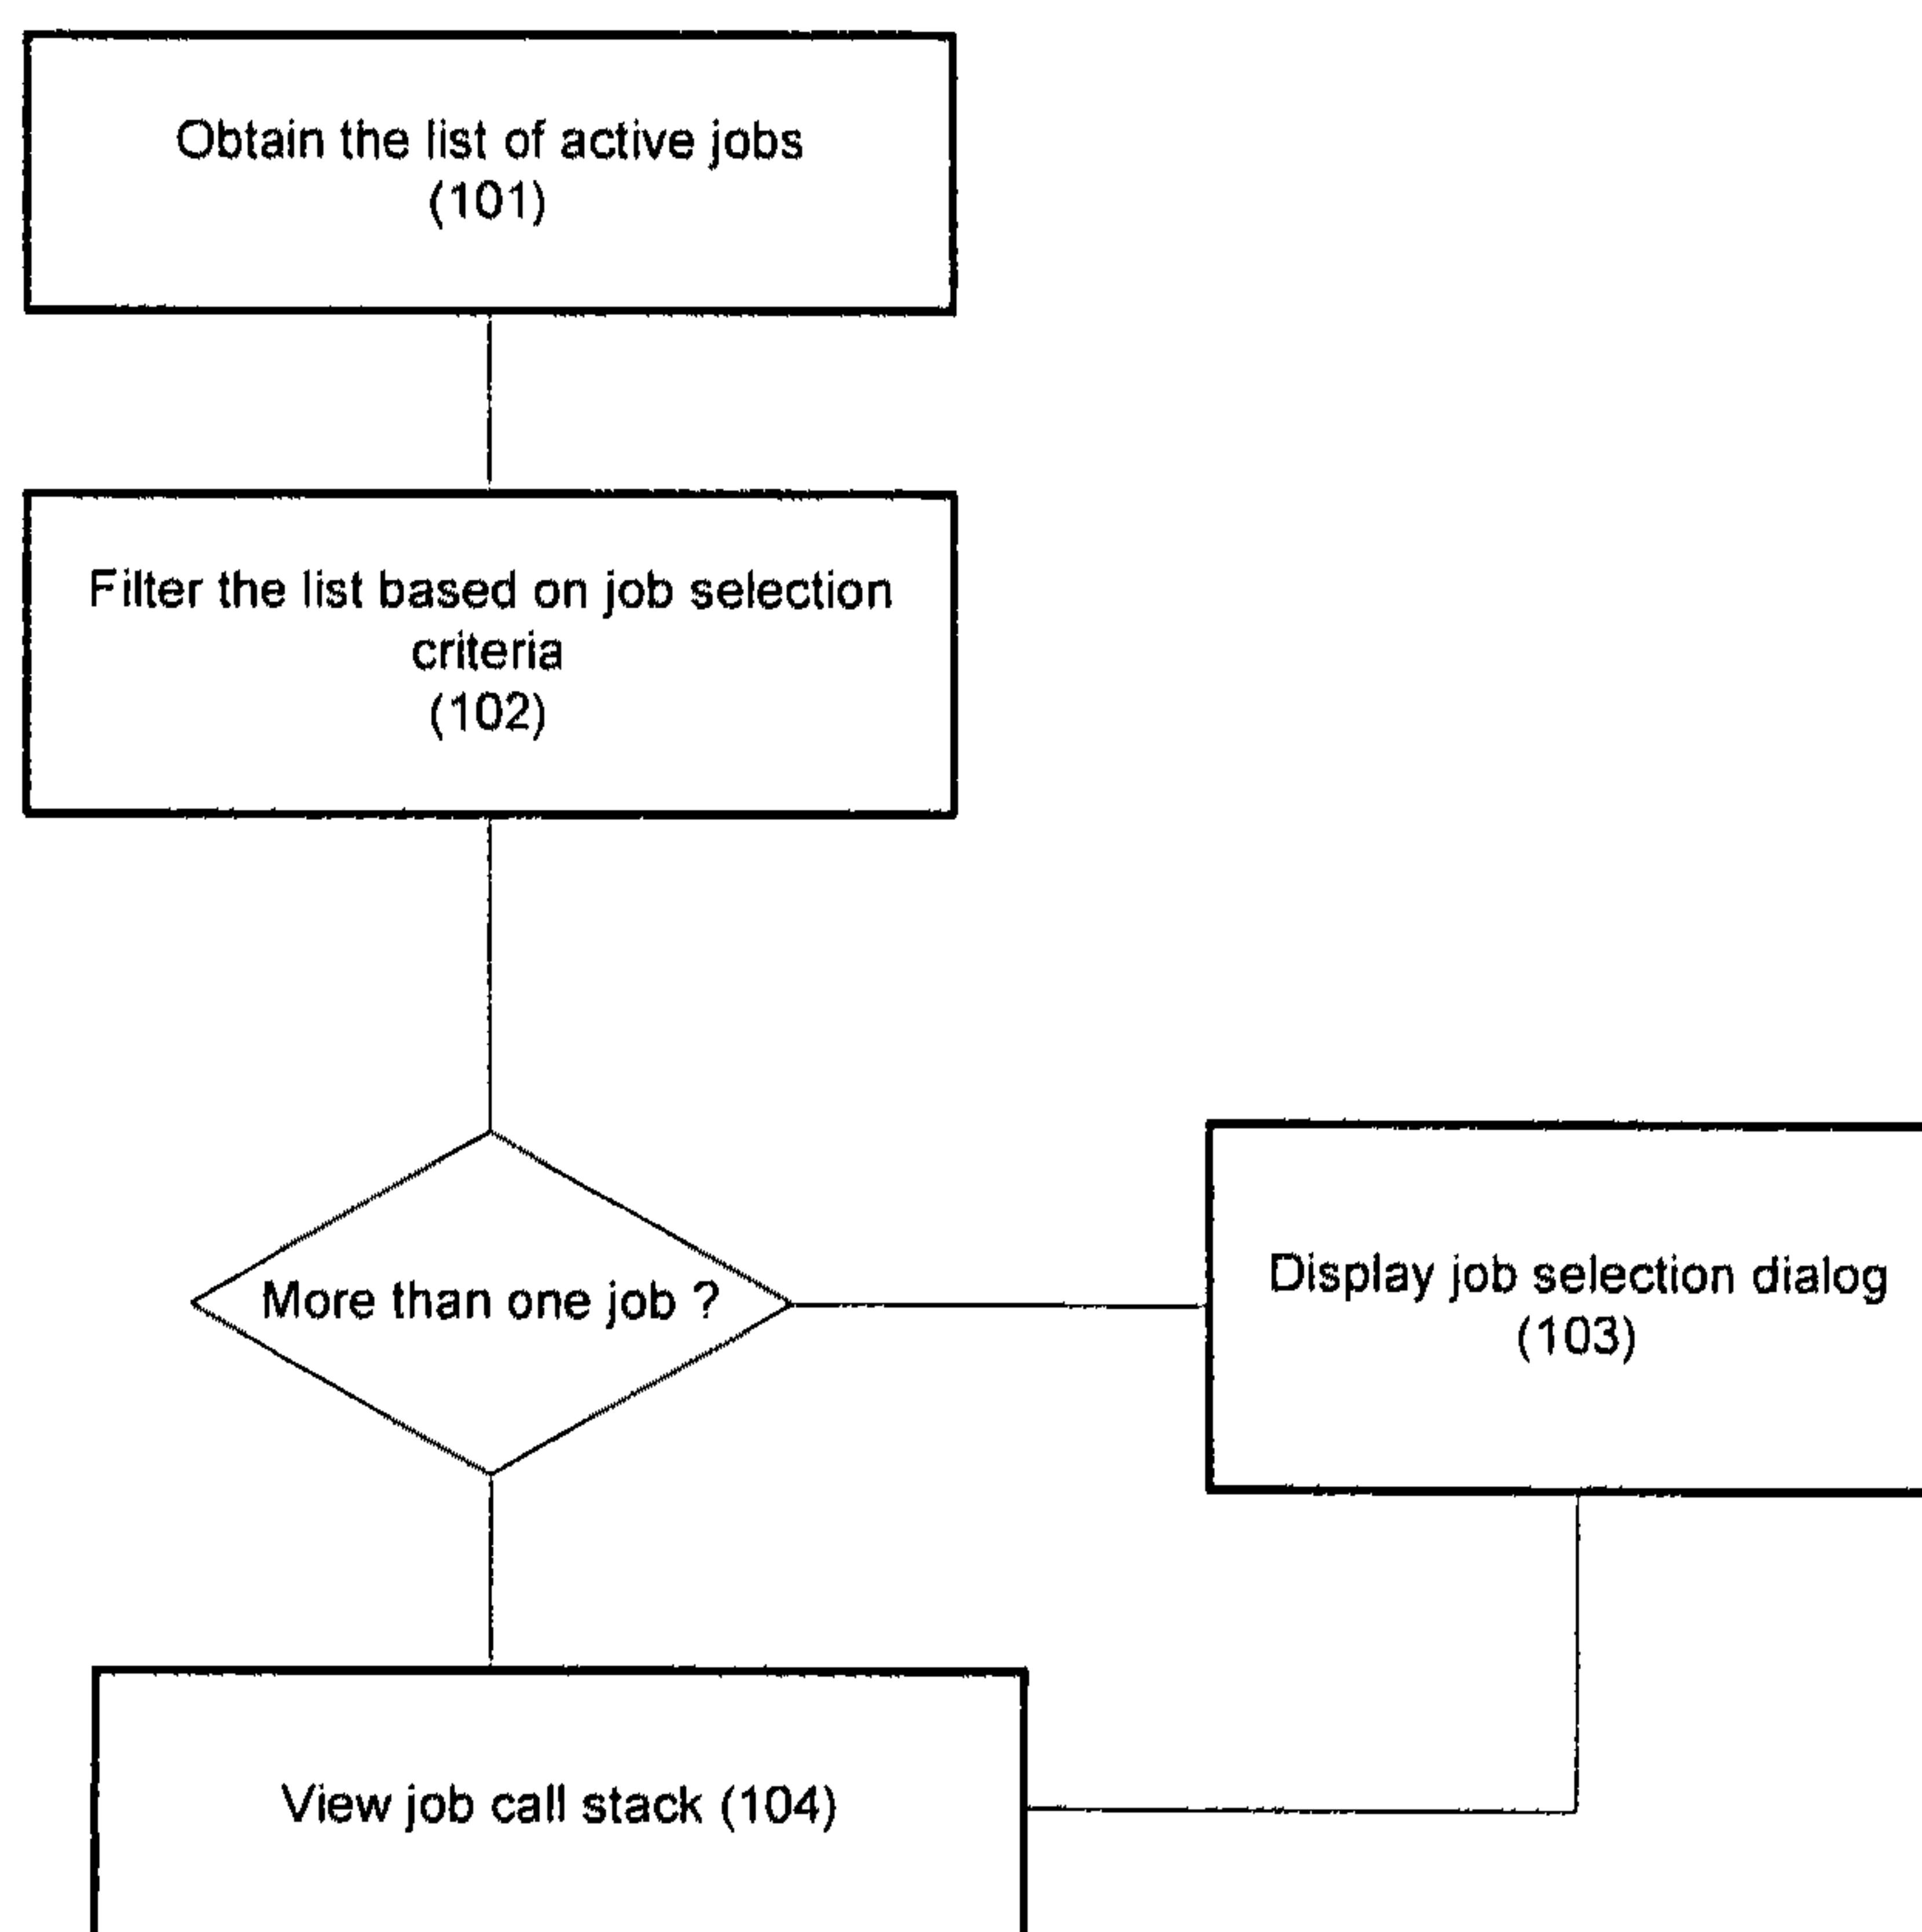 Obtain the list of active jobs
(101)
Filter the list based on job selection
criteria
(102)
More than one job ?
Display job selection dialog
(103)
View job call stack (104)